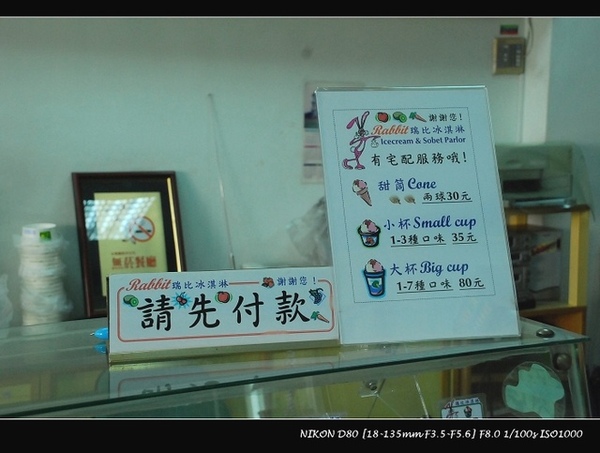 謝謝您!
Rabbit 瑞比冰淇淋
Icecream & Sobet Parlor
有宅配服務哦!
甜筒 Cone
兩球30元
小杯 Small cup
1-3種口味 35元
大杯 Big cup
1-7種口味 80元
Rabbit 瑞比冰淇淋 謝謝您!
請先付款
無菸餐廳
NIKON D80 [18-135mm F3.5-F5.6] F8.0 1/100s ISO1000